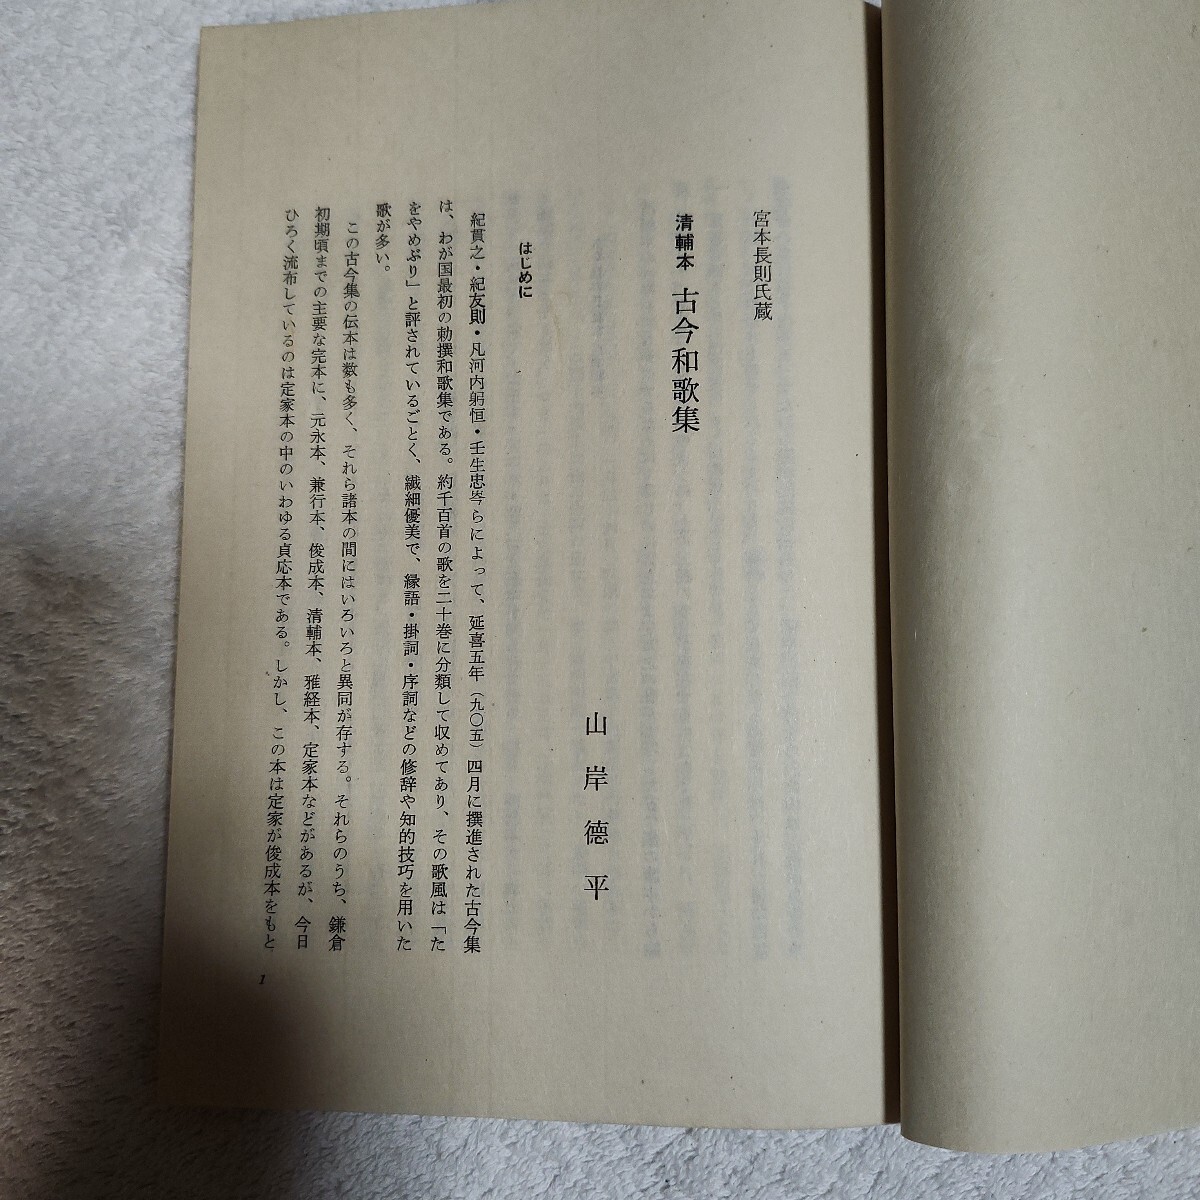 宮本長則氏蔵
清輔本 古今和歌集
山岸徳平
はじめに
紀貫之・紀友則・凡河内躬恒・壬生忠岑らによって、延喜五年（九〇五）四月に撰進された古今集
は、わが国最初の勅撰和歌集である。約千百首の歌を二十巻に分類して収めてあり、その歌風は「た
をやめぶり」と評されているごとく、繊細優美で、縁語・掛詞・序詞などの修辞や知的技巧を用いた
歌が多い。
この古今集の伝本は数も多く、それら諸本の間にはいろいろと異同が存する。それらのうち、鎌倉
初期頃までの主要な完本に、元永本、兼行本、俊成本、清輔本、雅経本、定家本などがあるが、今日
ひろく流布しているのは定家本の中のいわゆる貞応本である。しかし、この本は定家が俊成本をもと
1